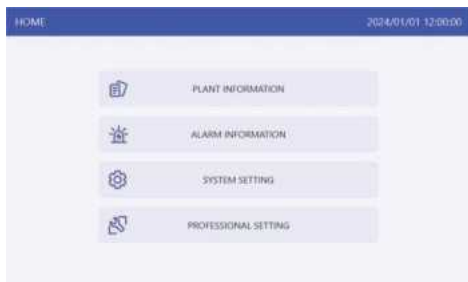 HOME 2024/01/01 12:00:00
PLANT INFORMATION
ALARM INFORMATION
SYSTEM SETTING
PROFESSIONAL SETTING